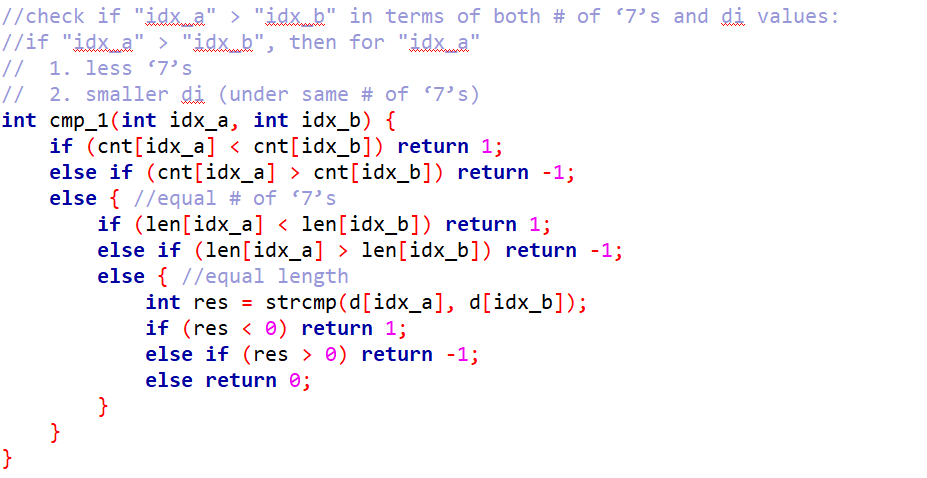 //check if "idx_a" > "idx_b" in terms of both # of ‘7’s and di values:
//if "idx_a" > "idx_b", then for "idx_a"
//  1. less ‘7’s
//  2. smaller di (under same # of ‘7’s)
int cmp_1(int idx_a, int idx_b) {
    if (cnt[idx_a] < cnt[idx_b]) return 1;
    else if (cnt[idx_a] > cnt[idx_b]) return -1;
    else { //equal # of ‘7’s
        if (len[idx_a] < len[idx_b]) return 1;
        else if (len[idx_a] > len[idx_b]) return -1;
        else { //equal length
            int res = strcmp(d[idx_a], d[idx_b]);
            if (res < 0) return 1;
            else if (res > 0) return -1;
            else return 0;
        }
    }
}